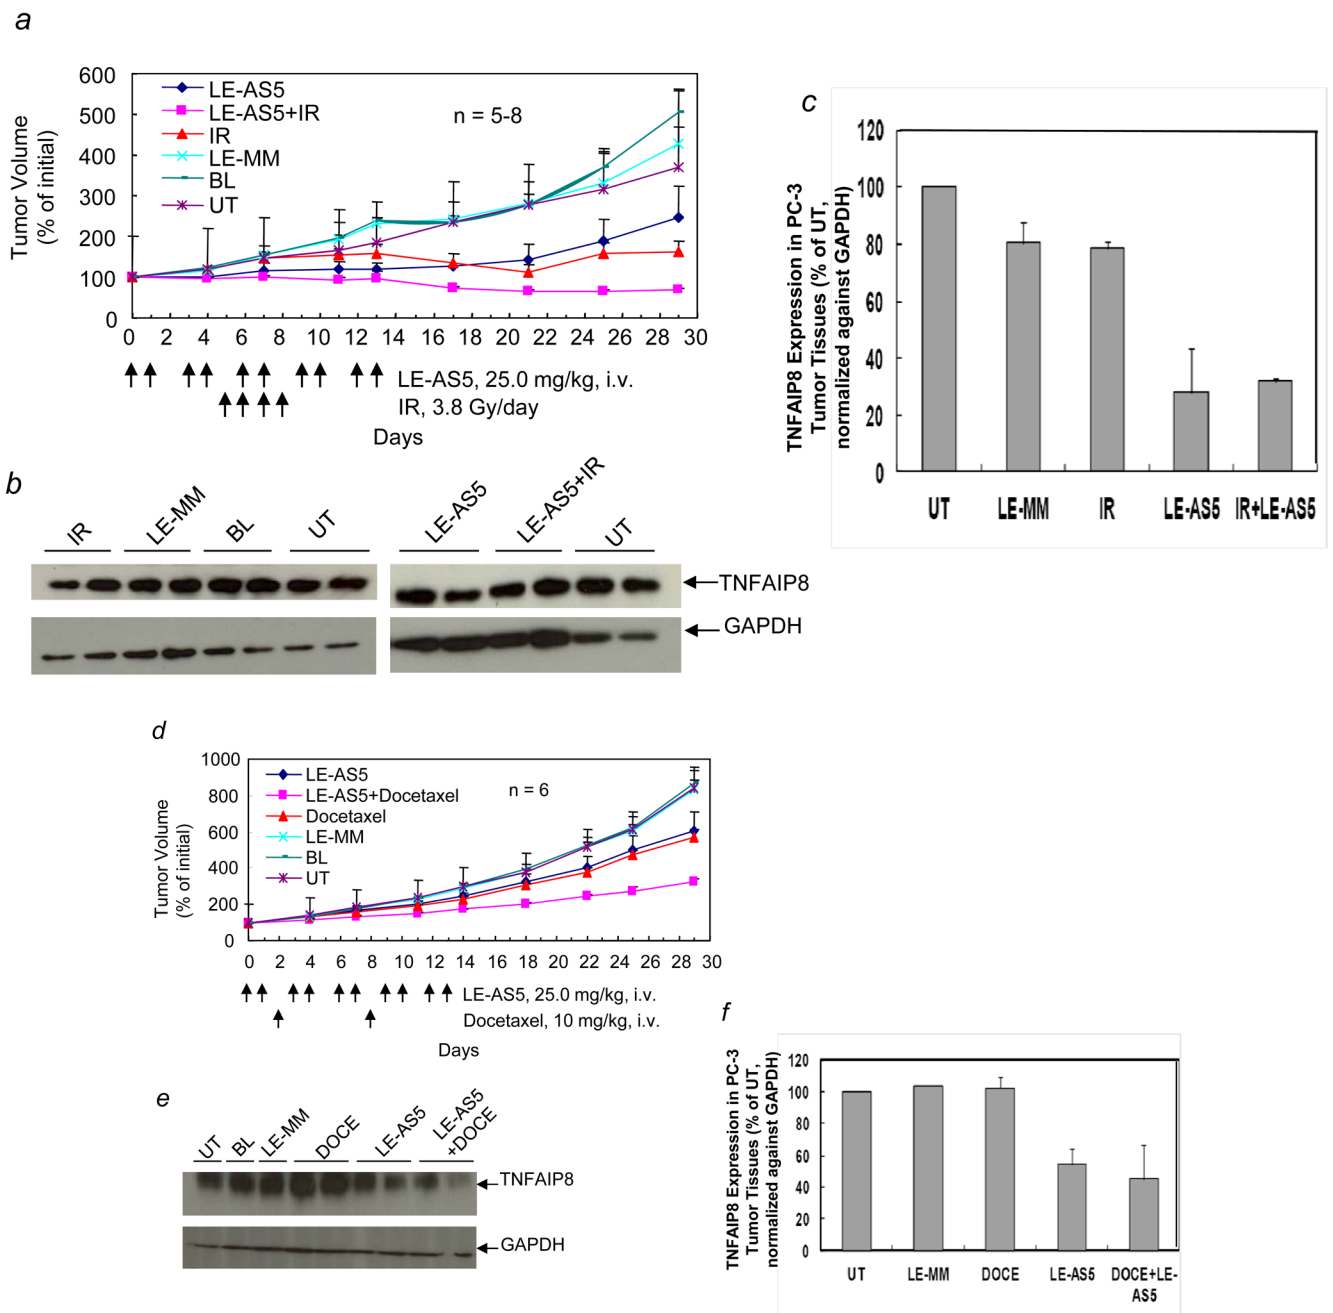 a
600
500
400
300
200
100
0
Tumor Volume
(% of initial)
LE-AS5
LE-AS5+IR
IR
LE-MM
BL
UT
n = 5-8
0 2 4 6 8 10 12 14 16 18 20 22 24 26 28 30
LE-AS5, 25.0 mg/kg, i.v.
IR, 3.8 Gy/day
Days
c
120
100
80
60
40
20
0
TNFAIP8 Expression in PC-3
Tumor Tissues (% of UT,
normalized against GAPDH)
UT LE-MM IR LE-AS5 IR+LE-AS5
b
IR LE-MM BL UT LE-AS5 LE-AS5+IR UT
TNFAIP8
GAPDH
d
1000
800
600
400
200
0
Tumor Volume
(% of initial)
LE-AS5
LE-AS5+Docetaxel
Docetaxel
LE-MM
BL
UT
n = 6
0 2 4 6 8 10 12 14 16 18 20 22 24 26 28 30
LE-AS5, 25.0 mg/kg, i.v.
Docetaxel, 10 mg/kg, i.v.
Days
e
UT BL LE-MM DOCE LE-AS5 LE-AS5
+DOCE
TNFAIP8
GAPDH
f
120
100
80
60
40
20
0
TNFAIP8 Expression in PC-3
Tumor Tissues (% of UT,
normalized against GAPDH)
UT LE-MM DOCE LE-AS5 DOCE+LE-
AS5